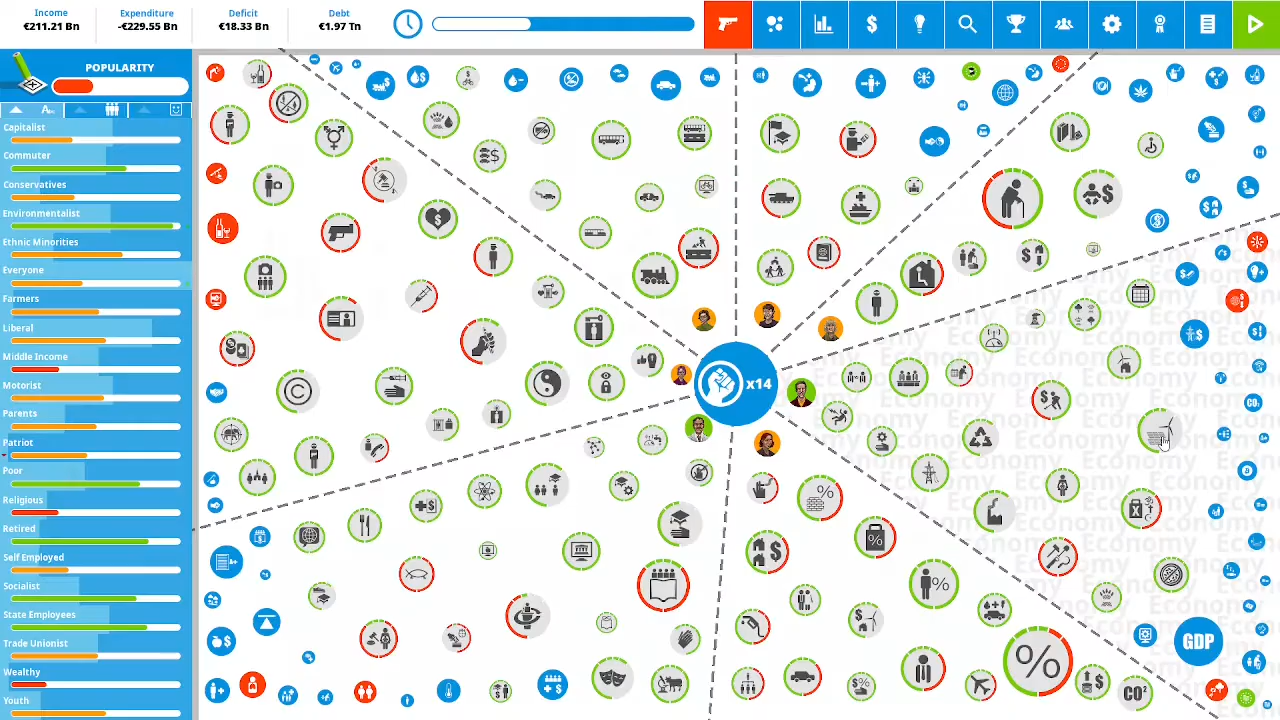 Income
Expenditure
Deficit
Debt
€211.21 Bn
-€229.55 Bn
€18.33 Bn
€1.97 Tn
POPULARITY
Capitalist
Commuter
Conservatives
Environmentalist
Ethnic Minorities
Everyone
Farmers
Liberal
Middle Income
Motorist
Parents
Patriot
Poor
Religious
Retired
Self Employed
Socialist
State Employees
Trade Unionist
Wealthy
Youth
x14
GDP
CO²
Economy